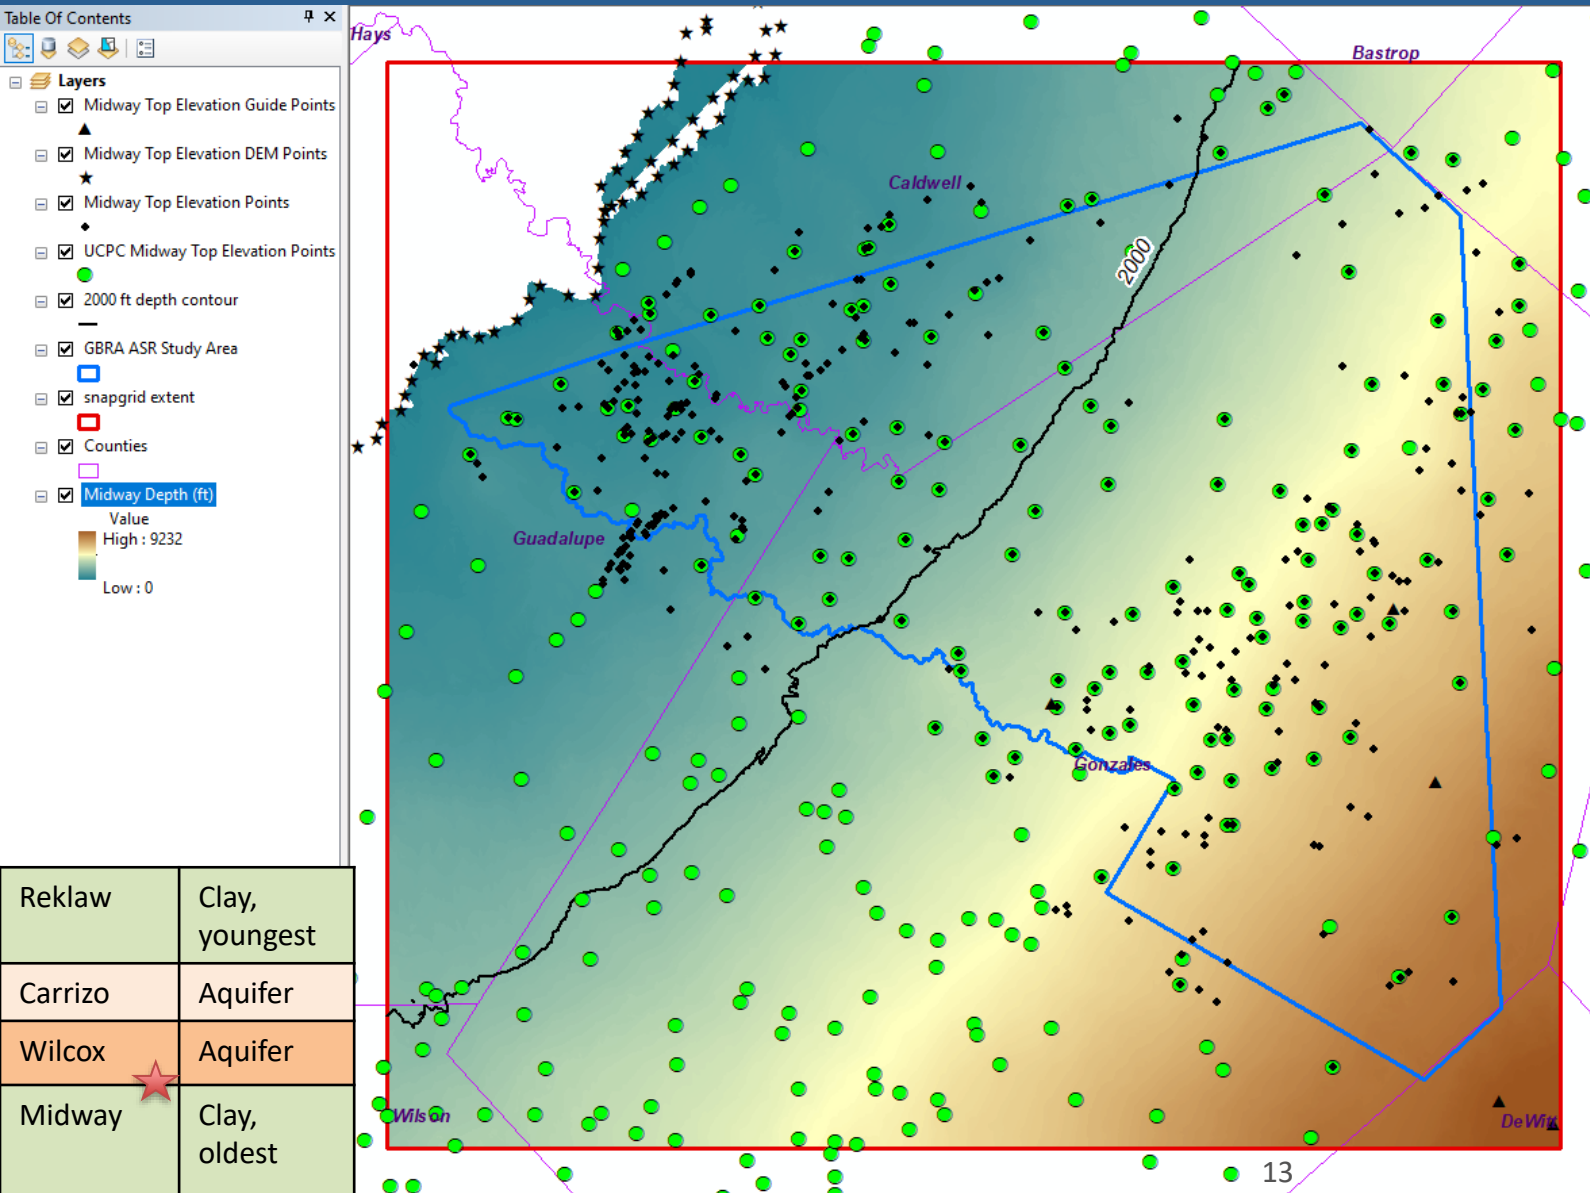 Table Of Contents
Layers
Midway Top Elevation Guide Points
Midway Top Elevation DEM Points
Midway Top Elevation Points
UCPC Midway Top Elevation Points
2000 ft depth contour
GBRA ASR Study Area
snapgrid extent
Counties
Midway Depth (ft)
Value
High : 9232
Low : 0
Hays
Bastrop
Caldwell
2000
Guadalupe
Gonzales
Wilson
DeWitt
Reklaw
Clay,
youngest
Carrizo
Aquifer
Wilcox
Aquifer
Midway
Clay,
oldest
13